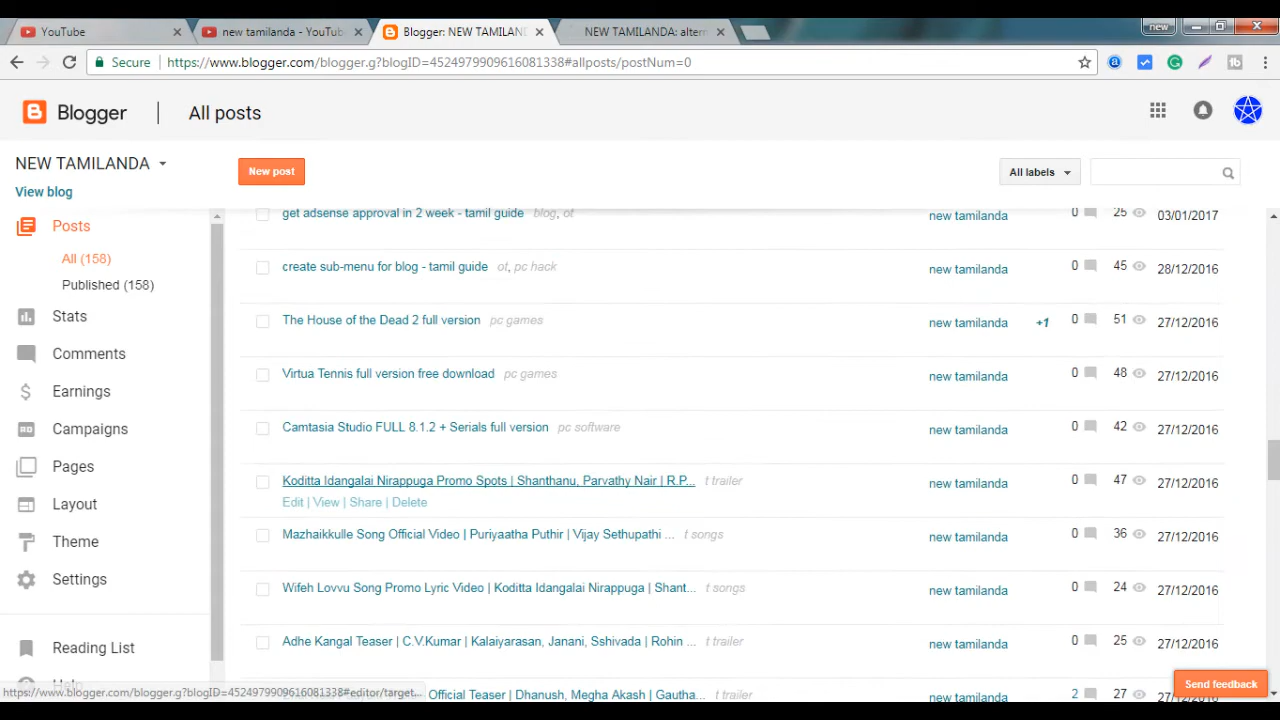 YouTube
new tamilanda - YouTub
Blogger: NEW TAMILAN
NEW TAMILANDA: altern
new
Secure
https://www.blogger.com/blogger.g?blogID=4524979909616081338#allposts/postNum=0
Blogger
All posts
NEW TAMILANDA
New post
All labels
View blog
Posts
All (158)
Published (158)
Stats
Comments
Earnings
Campaigns
Pages
Layout
Theme
Settings
Reading List
get adsense approval in 2 week - tamil guide blog, ot new tamilanda 0 25 03/01/2017
create sub-menu for blog - tamil guide ot, pc hack new tamilanda 0 45 28/12/2016
The House of the Dead 2 full version pc games new tamilanda +1 0 51 27/12/2016
Virtua Tennis full version free download pc games new tamilanda 0 48 27/12/2016
Camtasia Studio FULL 8.1.2 + Serials full version pc software new tamilanda 0 42 27/12/2016
Koditta Idangalai Nirappuga Promo Spots | Shanthanu, Parvathy Nair | R.P... t trailer new tamilanda 0 47 27/12/2016
Edit | View | Share | Delete
Mazhaikkulle Song Official Video | Puriyaatha Puthir | Vijay Sethupathi ... t songs new tamilanda 0 36 27/12/2016
Wifeh Lovvu Song Promo Lyric Video | Koditta Idangalai Nirappuga | Shant... t songs new tamilanda 0 24 27/12/2016
Adhe Kangal Teaser | C.V.Kumar | Kalaiyarasan, Janani, Sshivada | Rohin ... t trailer new tamilanda 0 25 27/12/2016
Official Teaser | Dhanush, Megha Akash | Gautha... t trailer new tamilanda 2 27 27/12/2016
Send feedback
https://www.blogger.com/blogger.g?blogID=4524979909616081338#editor/target...